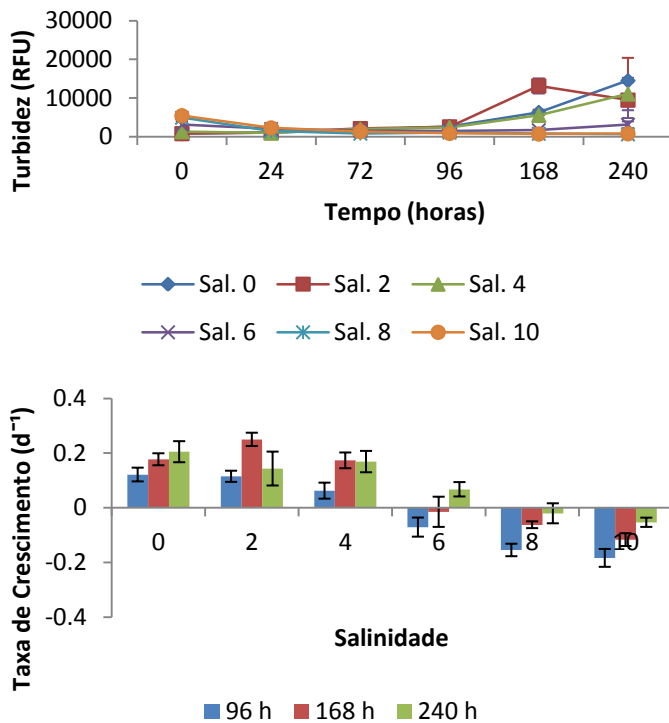 30000
20000
10000
0
Turbidez (RFU)
0 24 72 96 168 240
Tempo (horas)
Sal. 0 Sal. 2 Sal. 4
Sal. 6 Sal. 8 Sal. 10
0.4
0.2
0
-0.2
-0.4
Taxa de Crescimento (d⁻¹)
0 2 4 6 8 10
Salinidade
96 h 168 h 240 h